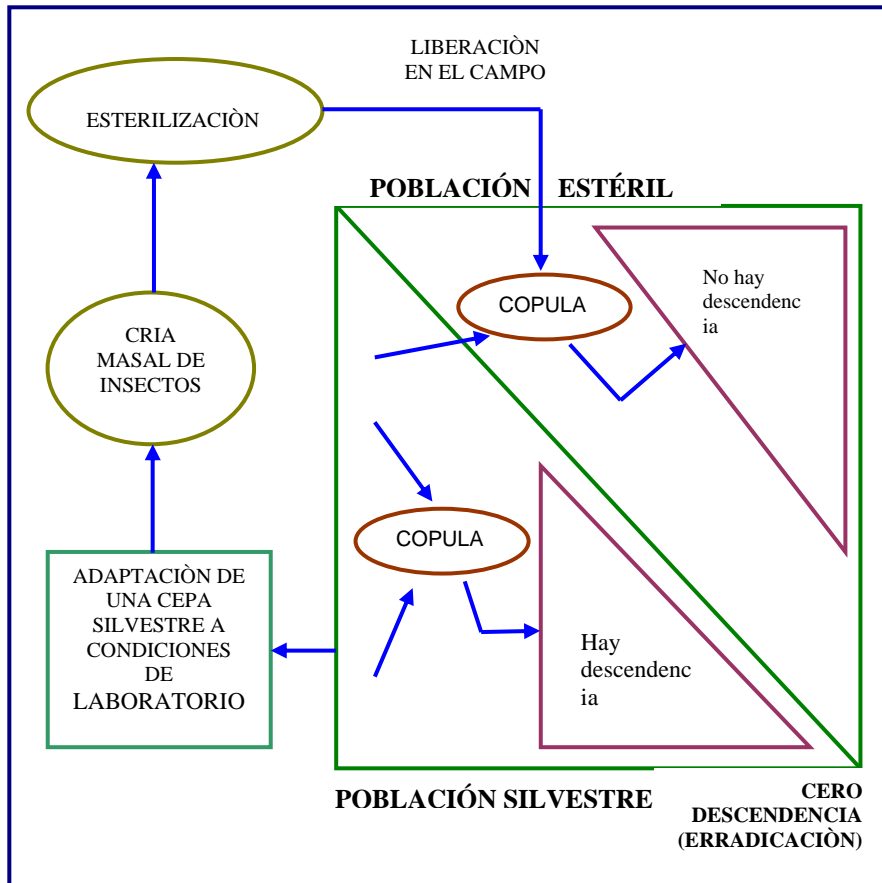 LIBERACIÒN
EN EL CAMPO
ESTERILIZACIÒN
POBLACIÓN ESTÉRIL
No hay
descendenc
ia
COPULA
CRIA
MASAL DE
INSECTOS
COPULA
ADAPTACIÒN DE
UNA CEPA
SILVESTRE A
CONDICIONES
DE
LABORATORIO
Hay
descendenc
ia
POBLACIÓN SILVESTRE
CERO
DESCENDENCIA
(ERRADICACIÒN)